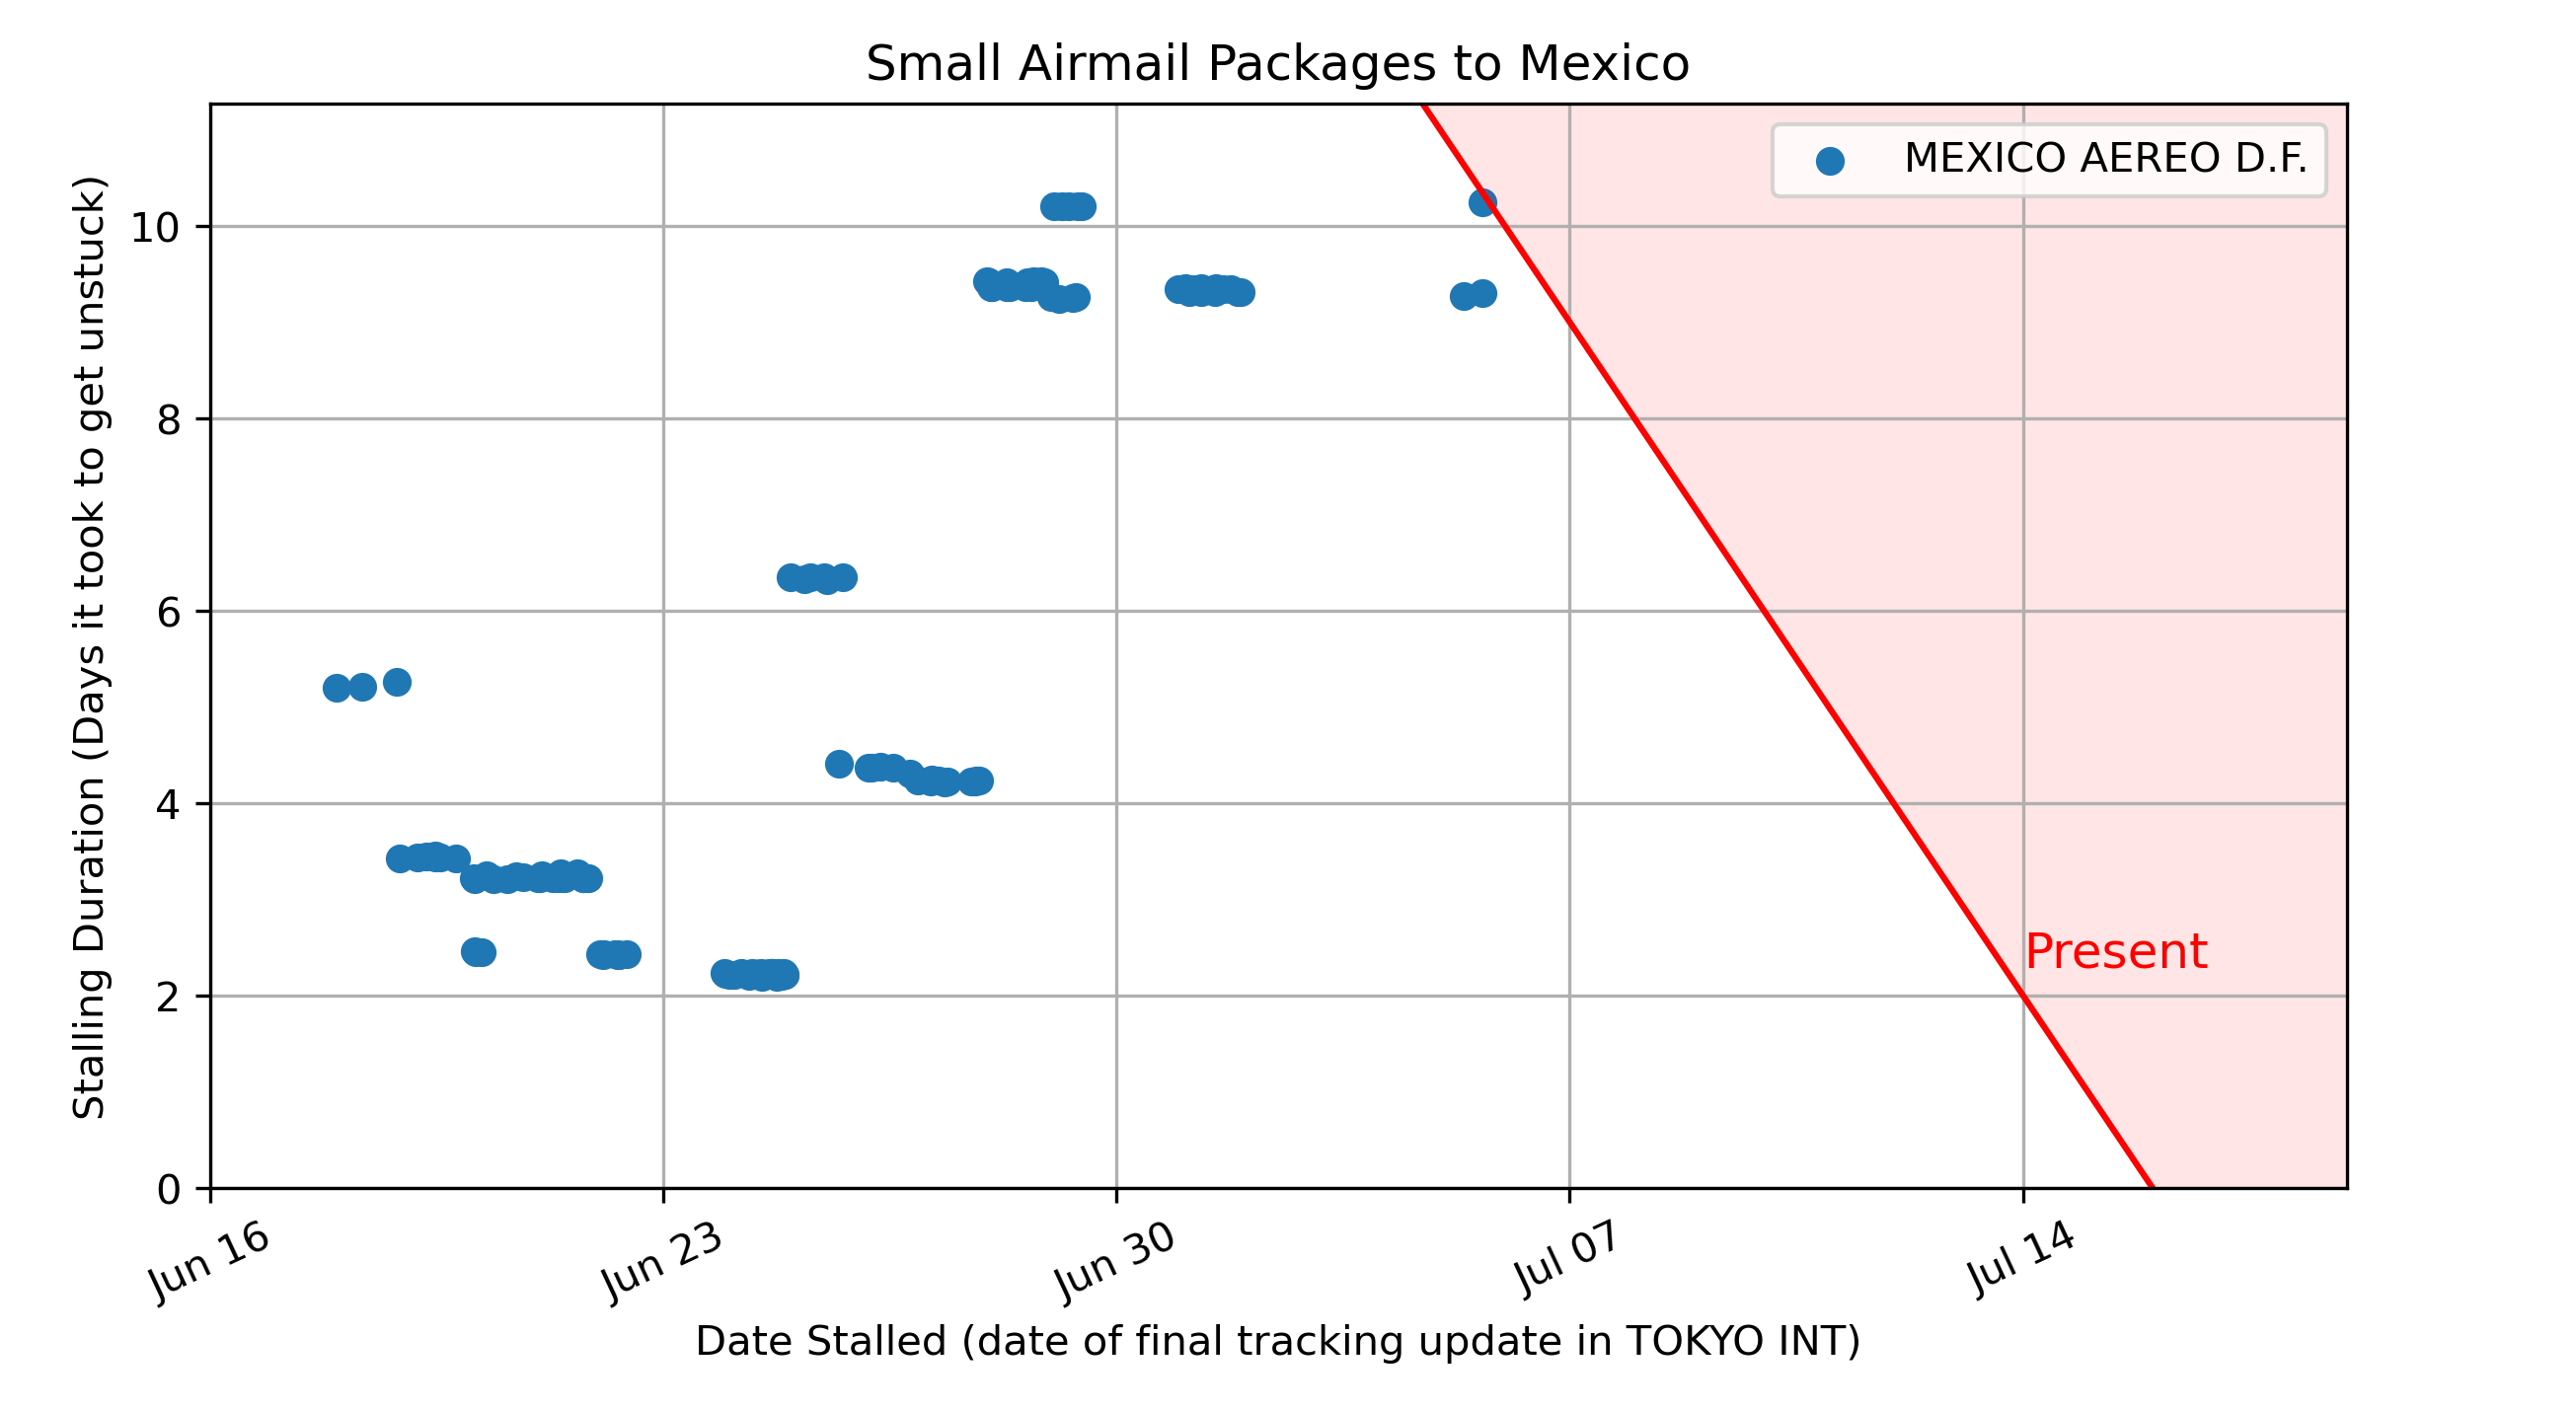 Small Airmail Packages to Mexico
MEXICO AEREO D.F.
Stalling Duration (Days it took to get unstuck)
10
8
6
4
2
0
Present
Jun 16
Jun 23
Jun 30
Jul 07
Jul 14
Date Stalled (date of final tracking update in TOKYO INT)